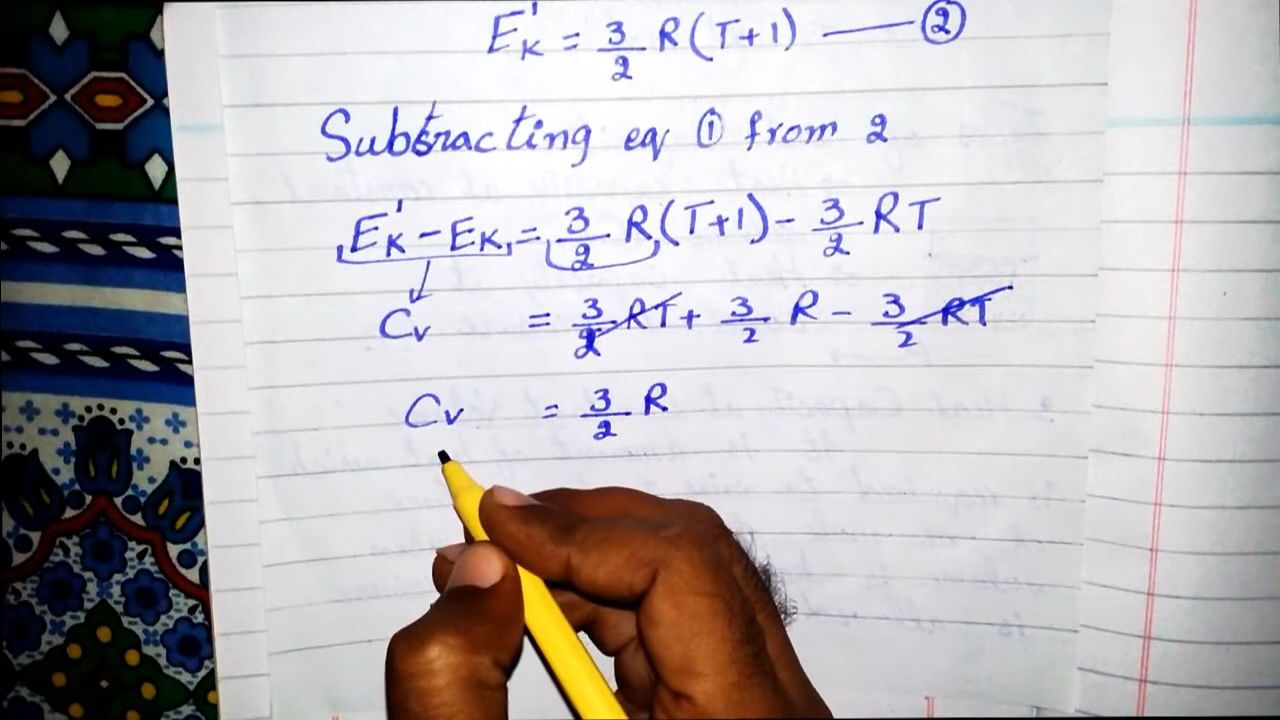 E'K = 3/2 R(T+1) —— ②
Subtracting eq ① from 2
E'K - EK = 3/2 R(T+1) - 3/2 RT
Cv = 3/2 RT + 3/2 R - 3/2 RT
Cv = 3/2 R